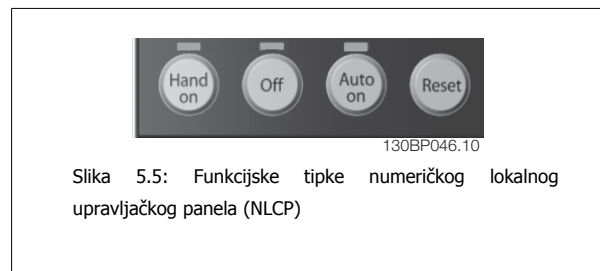 Hand on
Off
Auto on
Reset
130BP046.10
Slika 5.5: Funkcijske tipke numeričkog lokalnog
upravljačkog panela (NLCP)